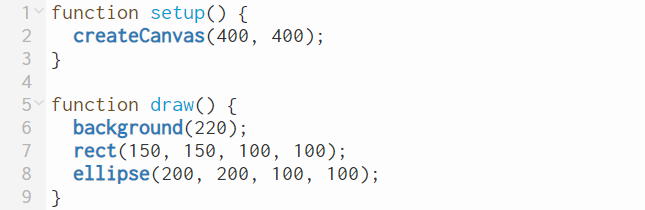 1 function setup() {
2   createCanvas(400, 400);
3 }
4
5 function draw() {
6   background(220);
7   rect(150, 150, 100, 100);
8   ellipse(200, 200, 100, 100);
9 }